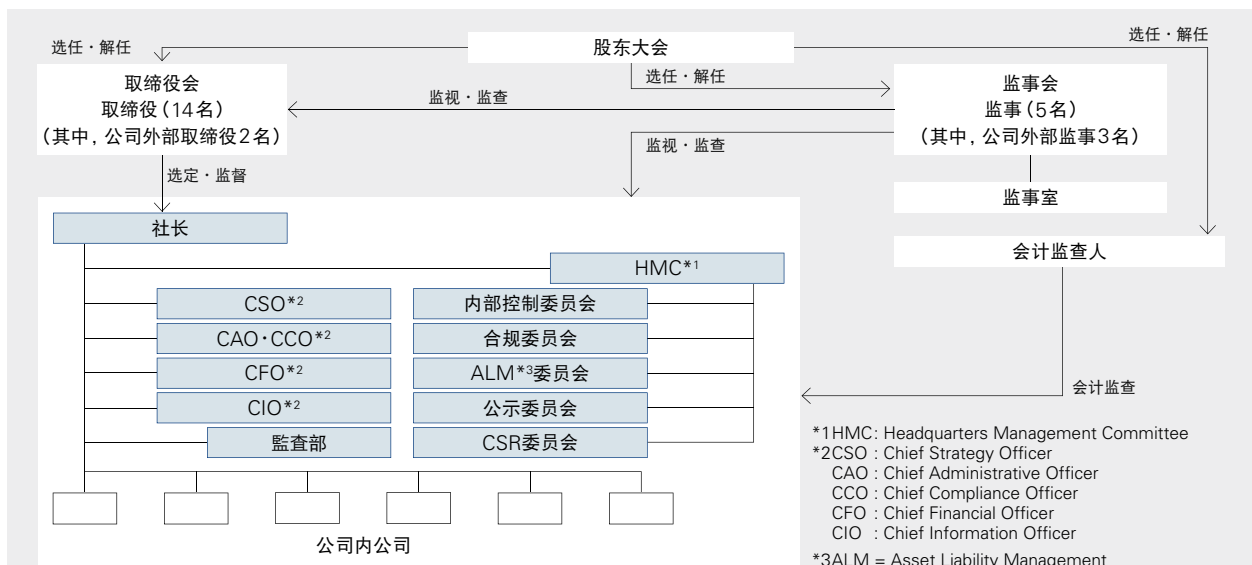 选任・解任
股东大会
选任・解任
取缔役会
取缔役(14名)
(其中, 公司外部取缔役2名)
选任・解任
监视・监查
监事会
监事(5名)
(其中, 公司外部监事3名)
监视・监查
选定・监督
监事室
社长
会计监查人
HMC*1
CSO*2
内部控制委员会
CAO・CCO*2
合规委员会
CFO*2
ALM*3委员会
CIO*2
公示委员会
監査部
CSR委员会
会计监查
公司内公司
*1HMC: Headquarters Management Committee
*2CSO : Chief Strategy Officer
CAO : Chief Administrative Officer
CCO : Chief Compliance Officer
CFO : Chief Financial Officer
CIO : Chief Information Officer
*3ALM = Asset Liability Management